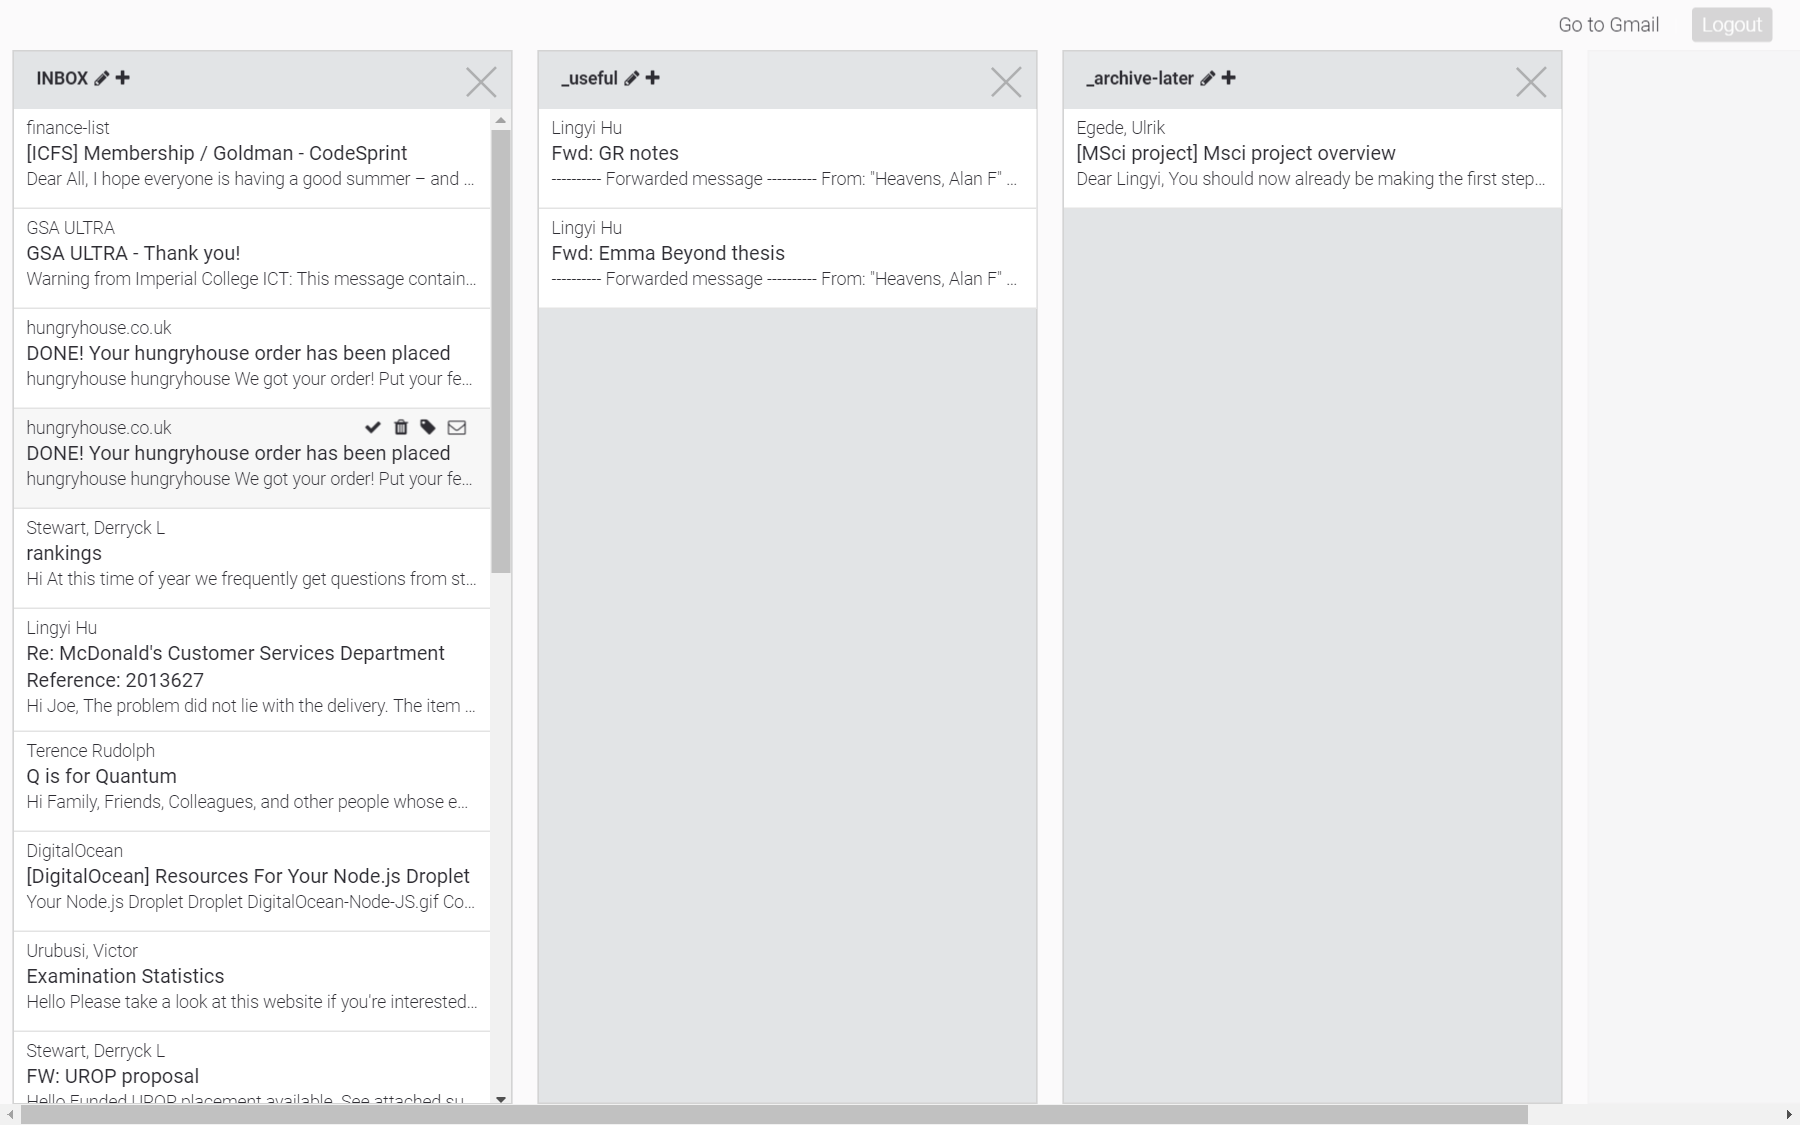 Go to Gmail
Logout
INBOX
finance-list
[ICFS] Membership / Goldman - CodeSprint
Dear All, I hope everyone is having a good summer – and ...
GSA ULTRA
GSA ULTRA - Thank you!
Warning from Imperial College ICT: This message contain...
hungryhouse.co.uk
DONE! Your hungryhouse order has been placed
hungryhouse hungryhouse We got your order! Put your fe...
hungryhouse.co.uk
DONE! Your hungryhouse order has been placed
hungryhouse hungryhouse We got your order! Put your fe...
Stewart, Derryck L
rankings
Hi At this time of year we frequently get questions from st...
Lingyi Hu
Re: McDonald's Customer Services Department
Reference: 2013627
Hi Joe, The problem did not lie with the delivery. The item ...
Terence Rudolph
Q is for Quantum
Hi Family, Friends, Colleagues, and other people whose e...
DigitalOcean
[DigitalOcean] Resources For Your Node.js Droplet
Your Node.js Droplet Droplet DigitalOcean-Node-JS.gif Co...
Urubusi, Victor
Examination Statistics
Hello Please take a look at this website if you're interested...
Stewart, Derryck L
FW: UROP proposal
Hello Funded UROP placement available. See attached su...
_useful
Lingyi Hu
Fwd: GR notes
---------- Forwarded message ---------- From: "Heavens, Alan F" ...
Lingyi Hu
Fwd: Emma Beyond thesis
---------- Forwarded message ---------- From: "Heavens, Alan F" ...
_archive-later
Egede, Ulrik
[MSci project] Msci project overview
Dear Lingyi, You should now already be making the first step...